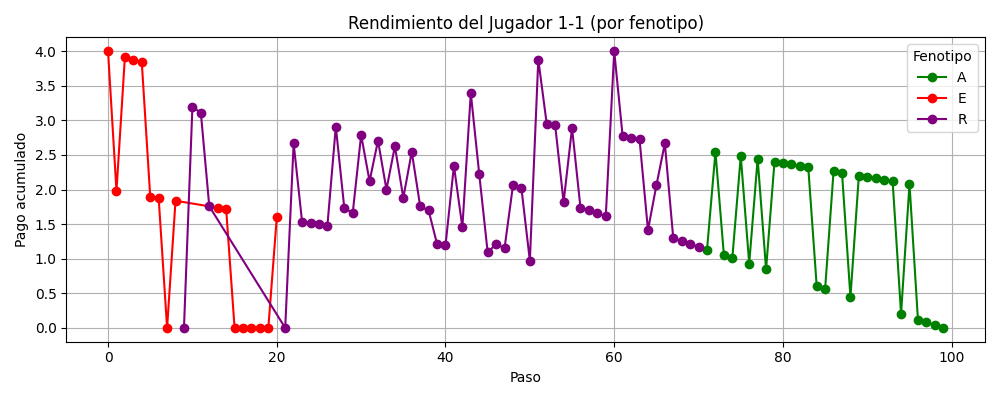 Rendimiento del Jugador 1-1 (por fenotipo)
Pago acumulado
4.0
3.5
3.0
2.5
2.0
1.5
1.0
0.5
0.0
Fenotipo
A
E
R
0 20 40 60 80 100
Paso